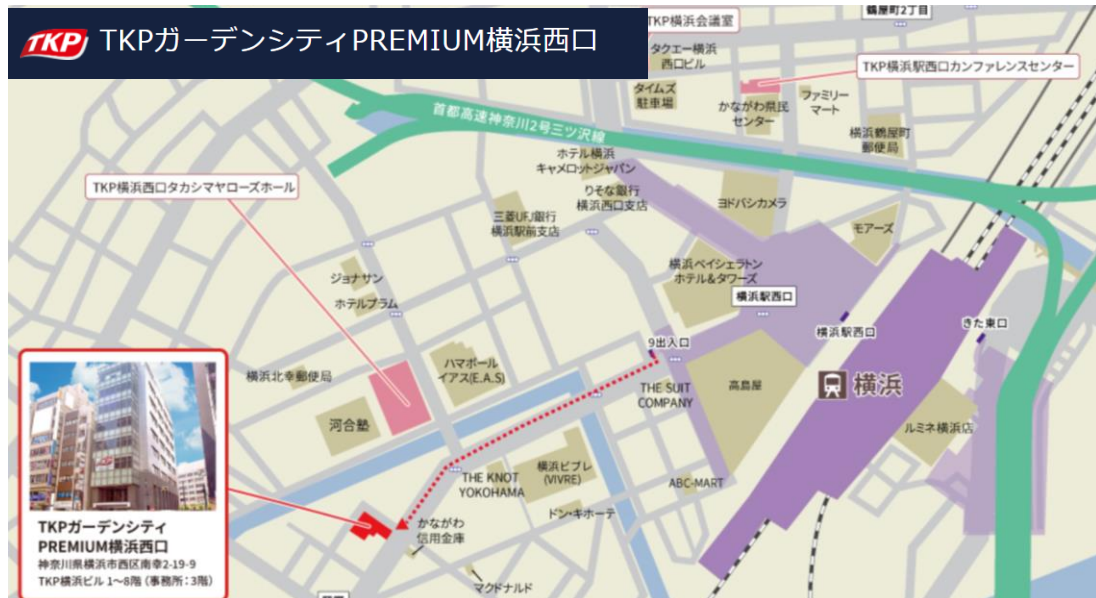 TKP TKPガーデンシティPREMIUM横浜西口
鶴屋町2丁目
TKP横浜会議室
タクエー横浜
西口ビル
TKP横浜駅西口カンファレンスセンター
タイムズ
駐車場
かながわ県民
センター
ファミリー
マート
横浜鶴屋町
郵便局
首都高速神奈川2号三ツ沢線
ホテル横浜
キャメロットジャパン
りそな銀行
横浜西口支店
TKP横浜西口タカシマヤローズホール
三菱UFJ銀行
横浜駅前支店
ヨドバシカメラ
モアーズ
横浜ベイシェラトン
ホテル&タワーズ
横浜駅西口
ジョナサン
ホテルプラム
横浜駅西口
きた東口
9出入口
ハマボール
イアス(E.A.S)
横浜北幸郵便局
THE SUIT
COMPANY
高島屋
横浜
河合塾
ルミネ横浜店
THE KNOT
YOKOHAMA
横浜ビブレ
(VIVRE)
ABC-MART
ドン・キホーテ
かながわ
信用金庫
マクドナルド
TKPガーデンシティ
PREMIUM横浜西口
神奈川県横浜市西区南幸2-19-9
TKP横浜ビル 1~8階(事務所:3階)